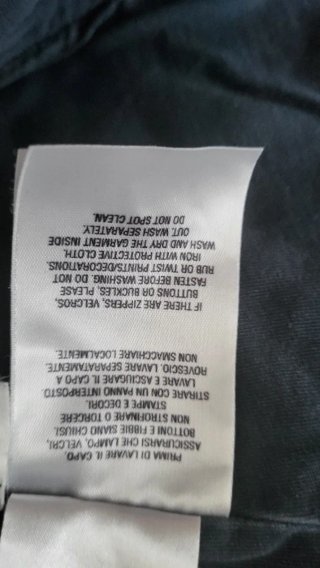 PRIMA DI LAVARE IL CAPO,
ASSICURARSI CHE LAMPO, VELCRI,
BOTTONI E FIBBIE SIANO CHIUSI.
NON STROFINARE O TORCERE
STAMPE E DECORI.
STIRARE CON UN PANNO INTERPOSTO
LAVARE E ASCIUGARE IL CAPO A
ROVESCIO. LAVARE SEPARATAMENTE.
NON SMACCHIARE LOCALMENTE.
IF THERE ARE ZIPPERS, VELCROS,
BUTTONS OR BUCKLES, PLEASE
FASTEN BEFORE WASHING. DO NOT
RUB OR TWIST PRINTS/DECORATIONS.
IRON WITH PROTECTIVE CLOTH.
WASH AND DRY THE GARMENT INSIDE
OUT. WASH SEPARATELY.
DO NOT SPOT CLEAN.